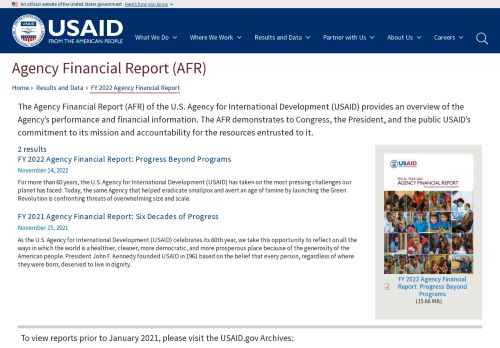 An official website of the United States government Here's how you know
USAID
FROM THE AMERICAN PEOPLE
What We Do
Where We Work
Results and Data
Partner with Us
About Us
Careers
Agency Financial Report (AFR)
Home › Results and Data › FY 2022 Agency Financial Report
The Agency Financial Report (AFR) of the U.S. Agency for International Development (USAID) provides an overview of the
Agency's performance and financial information. The AFR demonstrates to Congress, the President, and the public USAID's
commitment to its mission and accountability for the resources entrusted to it.
2 results
FY 2022 Agency Financial Report: Progress Beyond Programs
November 14, 2022
For more than 60 years, the U.S. Agency for International Development (USAID) has taken on the most pressing challenges our
planet has faced. Today, the same Agency that helped eradicate smallpox and avert an age of famine by launching the Green
Revolution is confronting threats of overwhelming size and scale.
FY 2021 Agency Financial Report: Six Decades of Progress
November 15, 2021
As the U.S. Agency for International Development (USAID) celebrates its 60th year, we take this opportunity to reflect on all the
ways in which the world is a healthier, cleaner, more democratic, and more prosperous place because of the generosity of the
American people. President John F. Kennedy founded USAID in 1961 based on the belief that every person, regardless of where
they were born, deserved to live in dignity.
USAID
FISCAL YEAR 2022
AGENCY FINANCIAL REPORT
FY 2022 Agency Financial
Report: Progress Beyond
Programs
(15.66 MB)
To view reports prior to January 2021, please visit the USAID.gov Archives: